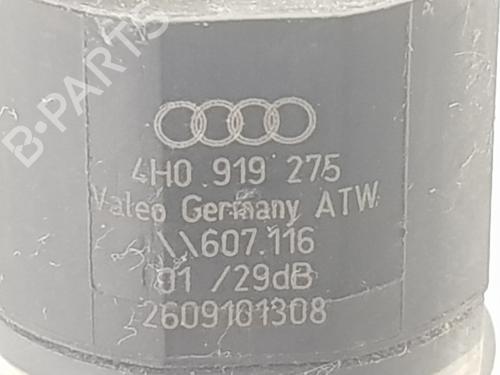 B-PARTS
4H0 919 275
Valeo Germany ATW
\\607.116
01 /29dB
2609101308